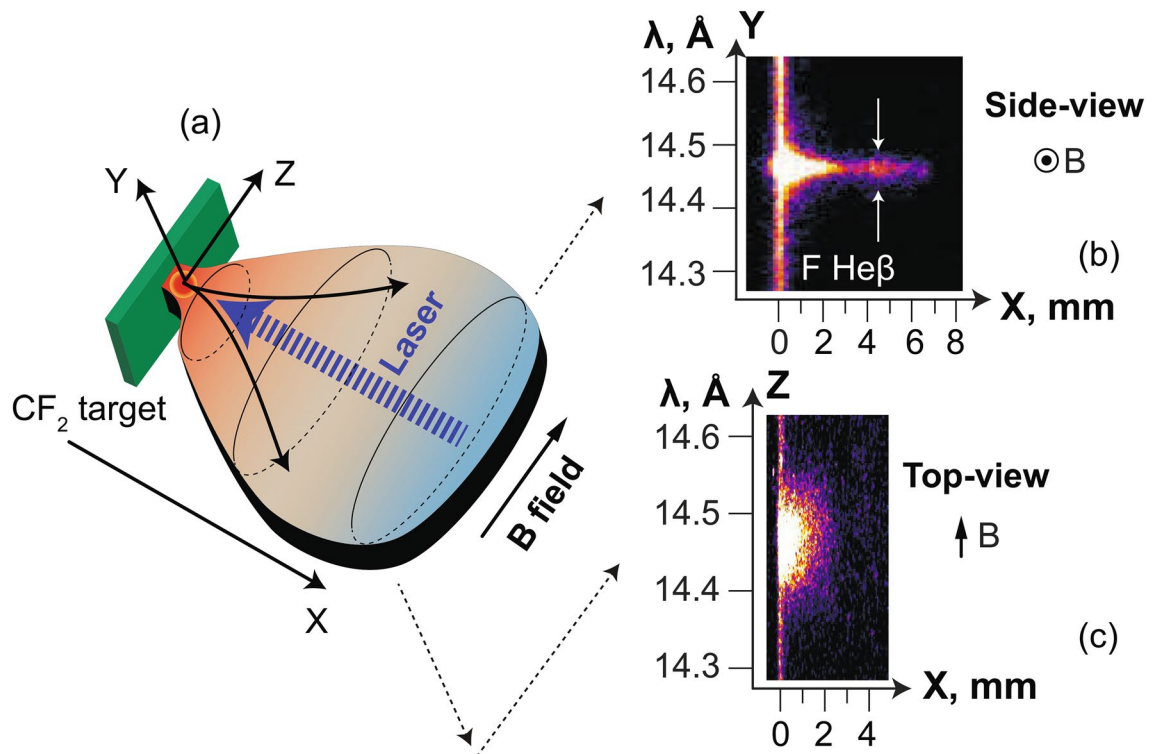 (a)
Y
Z
Laser
CF2 target
B field
X
λ, Å
Y
14.6
14.5
14.4
14.3
F Heβ
Side-view
B
(b)
X, mm
0 2 4 6 8
λ, Å
Z
14.6
14.5
14.4
14.3
Top-view
B
(c)
X, mm
0 2 4